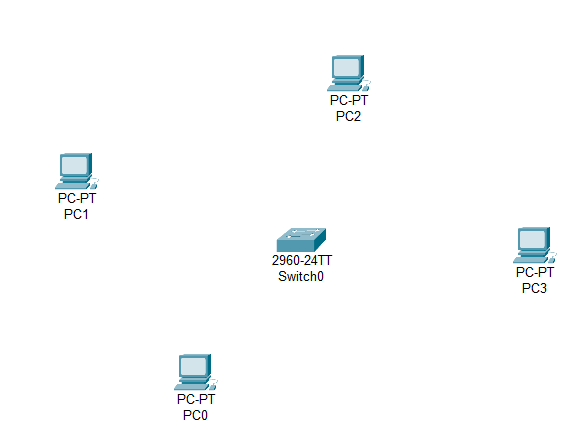 PC-PT
PC2
PC-PT
PC1
2960-24TT
Switch0
PC-PT
PC3
PC-PT
PC0